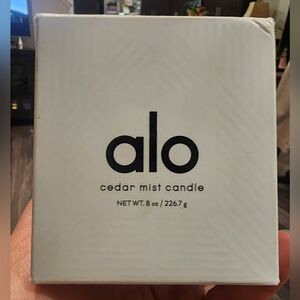 alo
cedar mist candle
NET WT. 8 oz / 226.7 g